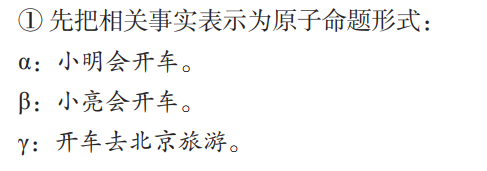 ① 先把相关事实表示为原子命题形式：
α：小明会开车。
β：小亮会开车。
γ：开车去北京旅游。